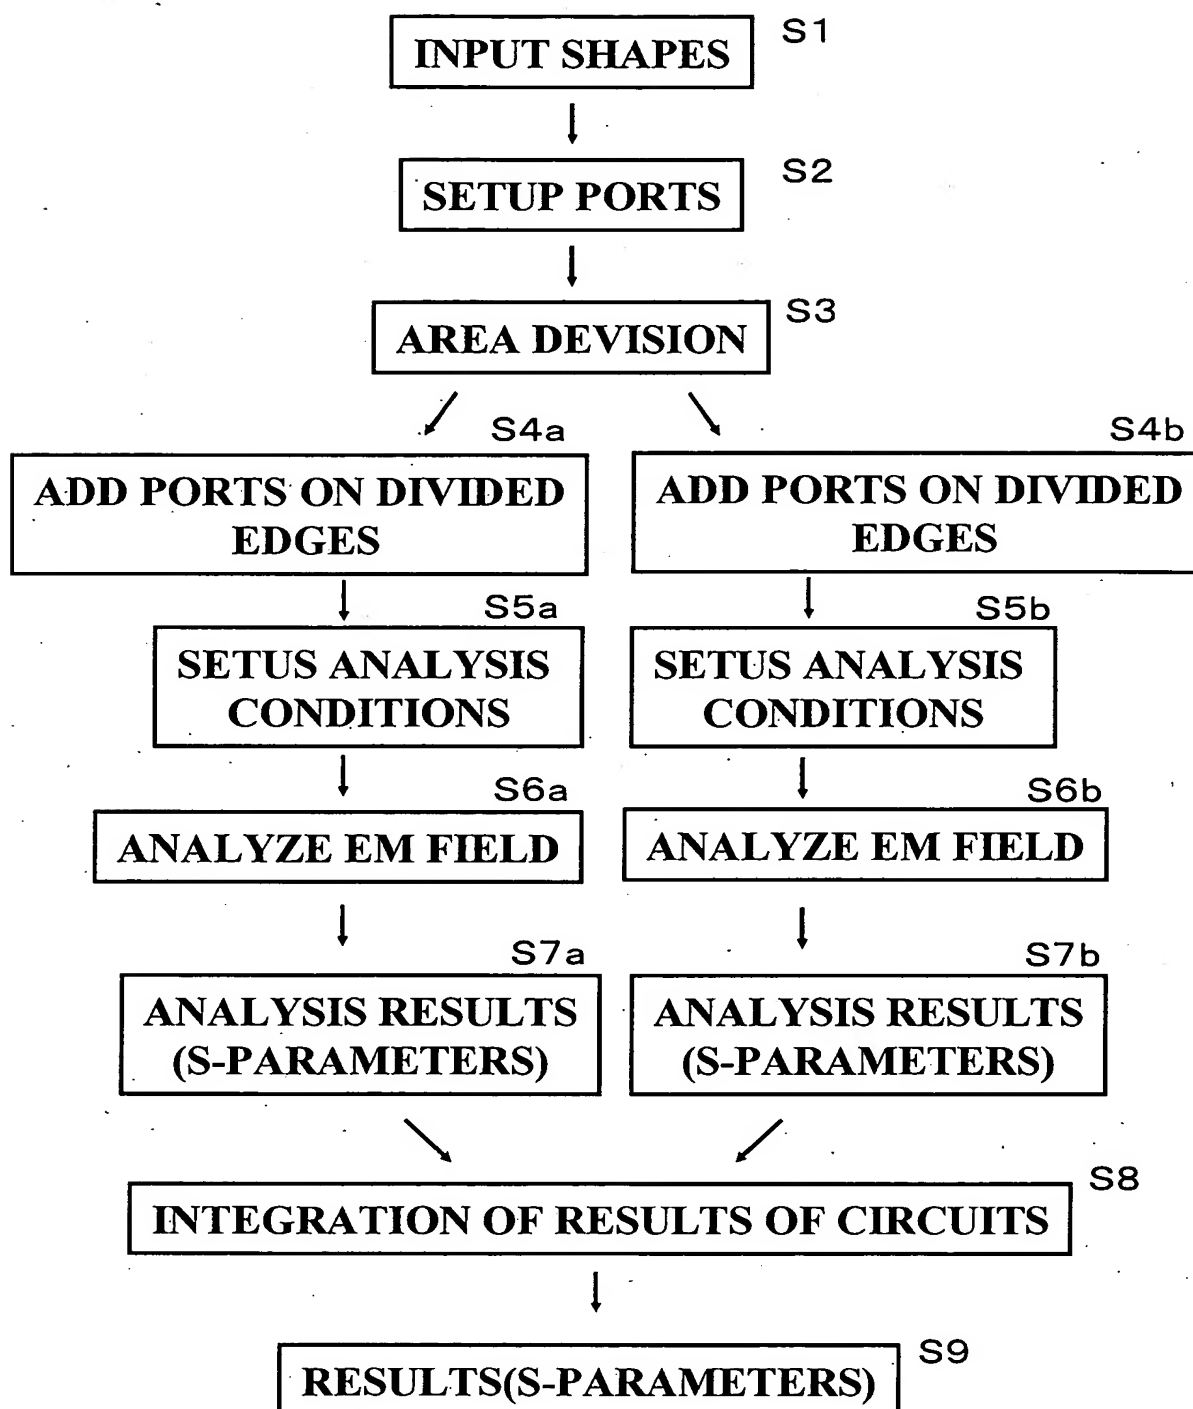 S1
INPUT SHAPES
S2
SETUP PORTS
S3
AREA DEVISION
S4a
ADD PORTS ON DIVIDED
EDGES
S4b
ADD PORTS ON DIVIDED
EDGES
S5a
SETUS ANALYSIS
CONDITIONS
S5b
SETUS ANALYSIS
CONDITIONS
S6a
ANALYZE EM FIELD
S6b
ANALYZE EM FIELD
S7a
ANALYSIS RESULTS
(S-PARAMETERS)
S7b
ANALYSIS RESULTS
(S-PARAMETERS)
S8
INTEGRATION OF RESULTS OF CIRCUITS
S9
RESULTS(S-PARAMETERS)